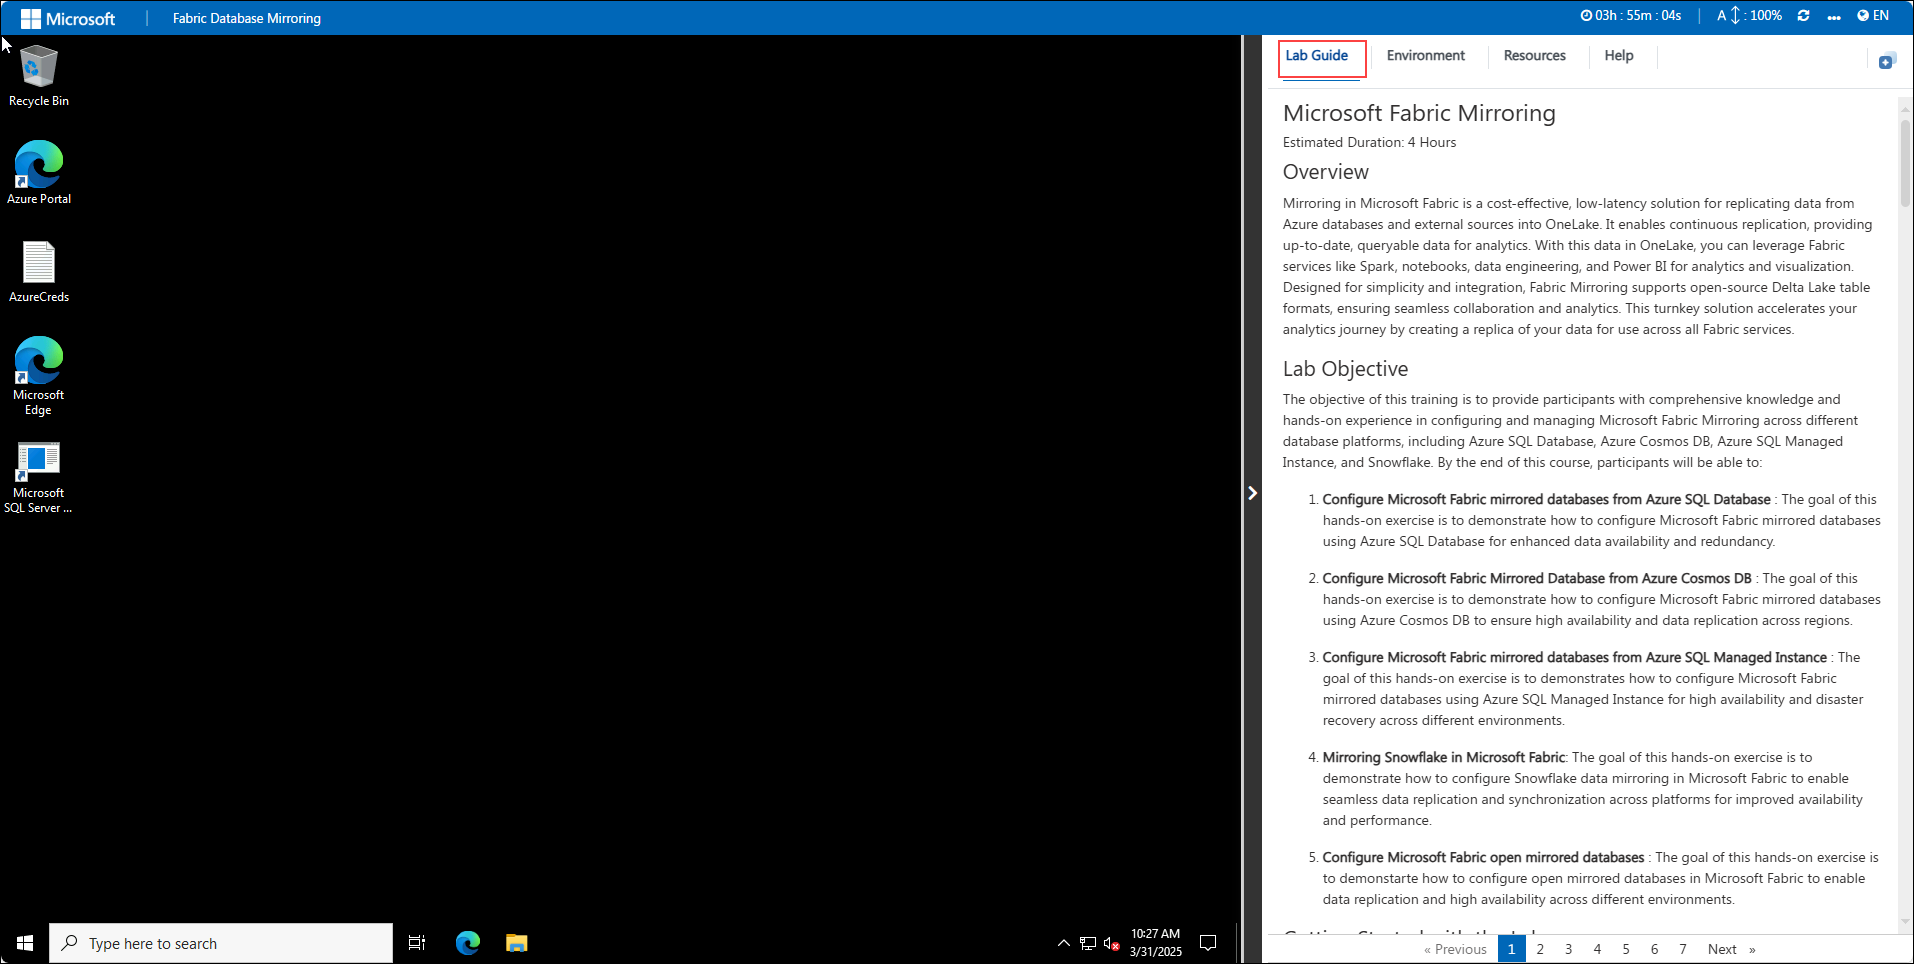 Microsoft
Fabric Database Mirroring
03h : 55m : 04s
A : 100%
EN
Recycle Bin
Azure Portal
AzureCreds
Microsoft
Edge
Microsoft
SQL Server ...
Type here to search
10:27 AM
3/31/2025
Lab Guide
Environment
Resources
Help
Microsoft Fabric Mirroring
Estimated Duration: 4 Hours
Overview
Mirroring in Microsoft Fabric is a cost-effective, low-latency solution for replicating data from
Azure databases and external sources into OneLake. It enables continuous replication, providing
up-to-date, queryable data for analytics. With this data in OneLake, you can leverage Fabric
services like Spark, notebooks, data engineering, and Power BI for analytics and visualization.
Designed for simplicity and integration, Fabric Mirroring supports open-source Delta Lake table
formats, ensuring seamless collaboration and analytics. This turnkey solution accelerates your
analytics journey by creating a replica of your data for use across all Fabric services.
Lab Objective
The objective of this training is to provide participants with comprehensive knowledge and
hands-on experience in configuring and managing Microsoft Fabric Mirroring across different
database platforms, including Azure SQL Database, Azure Cosmos DB, Azure SQL Managed
Instance, and Snowflake. By the end of this course, participants will be able to:
1. Configure Microsoft Fabric mirrored databases from Azure SQL Database : The goal of this
hands-on exercise is to demonstrate how to configure Microsoft Fabric mirrored databases
using Azure SQL Database for enhanced data availability and redundancy.
2. Configure Microsoft Fabric Mirrored Database from Azure Cosmos DB : The goal of this
hands-on exercise is to demonstrate how to configure Microsoft Fabric mirrored databases
using Azure Cosmos DB to ensure high availability and data replication across regions.
3. Configure Microsoft Fabric mirrored databases from Azure SQL Managed Instance : The
goal of this hands-on exercise is to demonstrates how to configure Microsoft Fabric
mirrored databases using Azure SQL Managed Instance for high availability and disaster
recovery across different environments.
4. Mirroring Snowflake in Microsoft Fabric: The goal of this hands-on exercise is to
demonstrate how to configure Snowflake data mirroring in Microsoft Fabric to enable
seamless data replication and synchronization across platforms for improved availability
and performance.
5. Configure Microsoft Fabric open mirrored databases : The goal of this hands-on exercise is
to demonstarte how to configure open mirrored databases in Microsoft Fabric to enable
data replication and high availability across different environments.
Getting Started with the Lab
« Previous 1 2 3 4 5 6 7 Next »